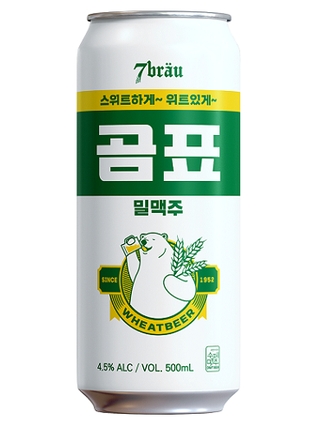 7bräu
스위트하게~ 위트있게~
곰표
밀맥주
SINCE 1952
WHEATBEER
4.5% ALC / VOL. 500mL